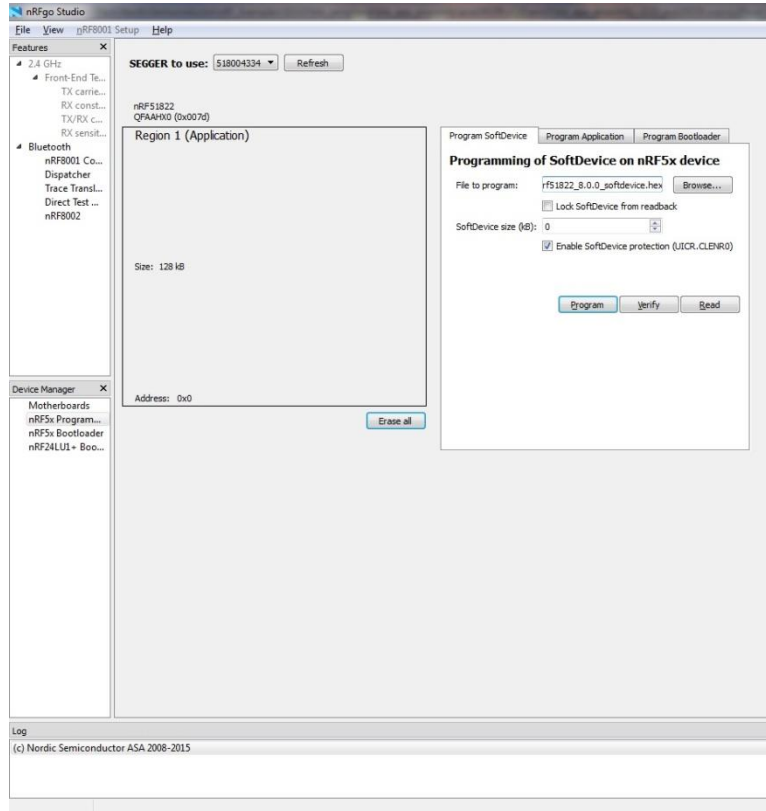 nRFgo Studio
File View nRF8001 Setup Help
Features ×
2.4 GHz
Front-End Te...
TX carrie...
RX const...
TX/RX c...
RX sensit...
Bluetooth
nRF8001 Co...
Dispatcher
Trace Transl...
Direct Test ...
nRF8002
Device Manager ×
Motherboards
nRF5x Program...
nRF5x Bootloader
nRF24LU1+ Boo...
SEGGER to use: 518004334 Refresh
nRF51822
QFAAHX0 (0x007d)
Region 1 (Application)
Size: 128 kB
Address: 0x0
Erase all
Program SoftDevice Program Application Program Bootloader
Programming of SoftDevice on nRF5x device
File to program: rf51822_8.0.0_softdevice.hex Browse...
Lock SoftDevice from readback
SoftDevice size (kB): 0
Enable SoftDevice protection (UICR.CLENR0)
Program Verify Read
Log
(c) Nordic Semiconductor ASA 2008-2015